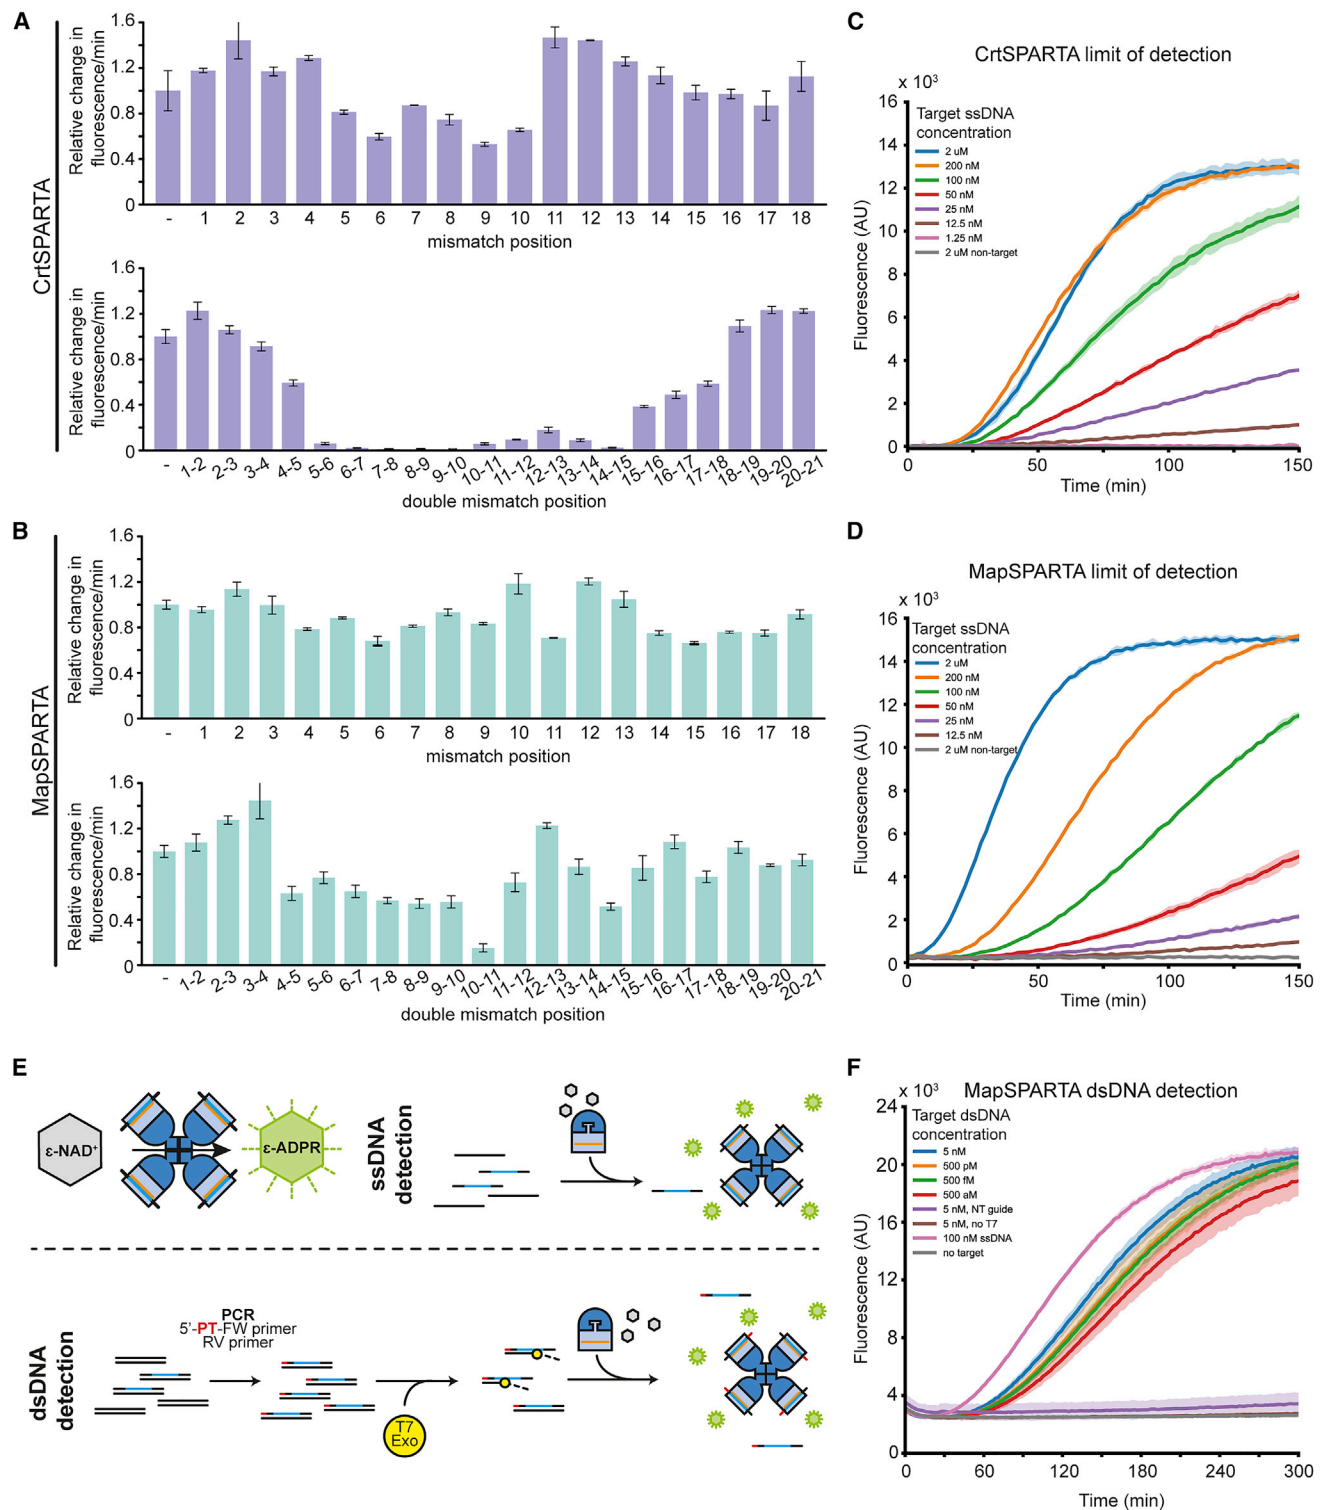 A
CrtSPARTA
Relative change in
fluorescence/min
1.6
1.2
0.8
0.4
0
- 1 2 3 4 5 6 7 8 9 10 11 12 13 14 15 16 17 18
mismatch position
Relative change in
fluorescence/min
1.6
1.2
0.8
0.4
0
- 1-2 2-3 3-4 4-5 5-6 6-7 7-8 8-9 9-10 10-11 11-12 12-13 13-14 14-15 15-16 16-17 17-18 18-19 19-20 20-21
double mismatch position
B
MapSPARTA
Relative change in
fluorescence/min
1.6
1.2
0.8
0.4
0
- 1 2 3 4 5 6 7 8 9 10 11 12 13 14 15 16 17 18
mismatch position
Relative change in
fluorescence/min
1.6
1.2
0.8
0.4
0
- 1-2 2-3 3-4 4-5 5-6 6-7 7-8 8-9 9-10 10-11 11-12 12-13 13-14 14-15 15-16 16-17 17-18 18-19 19-20 20-21
double mismatch position
C
CrtSPARTA limit of detection
x 10³
Fluorescence (AU)
16
14
12
10
8
6
4
2
0
Target ssDNA
concentration
2 uM
200 nM
100 nM
50 nM
25 nM
12.5 nM
1.25 nM
2 uM non-target
0 50 100 150
Time (min)
D
MapSPARTA limit of detection
x 10³
Fluorescence (AU)
16
14
12
10
8
6
4
2
0
Target ssDNA
concentration
2 uM
200 nM
100 nM
50 nM
25 nM
12.5 nM
2 uM non-target
0 50 100 150
Time (min)
E
ε-NAD⁺
ε-ADPR
ssDNA
detection
T
dsDNA
detection
PCR
5'-PT-FW primer
RV primer
T7
Exo
T
F
MapSPARTA dsDNA detection
x 10³
Fluorescence (AU)
24
20
16
12
8
4
0
Target dsDNA
concentration
5 nM
500 pM
500 fM
500 aM
5 nM, NT guide
5 nM, no T7
100 nM ssDNA
no target
0 60 120 180 240 300
Time (min)